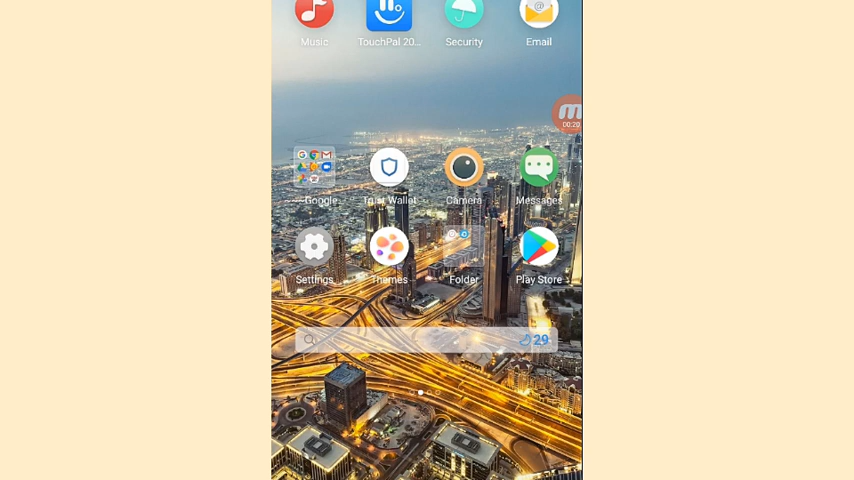 Music
TouchPal 20...
Security
Email
00:20
Google
Trust Wallet
Camera
Messages
Settings
Themes
Folder
Play Store
29